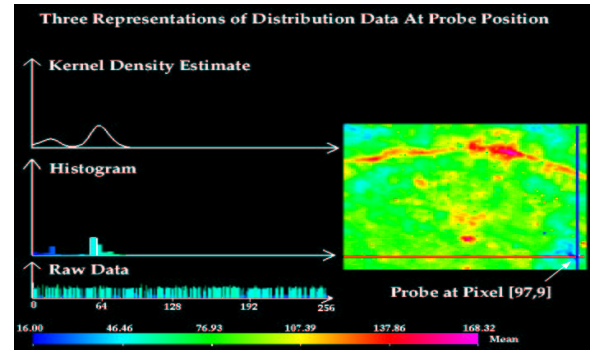 Three Representations of Distribution Data At Probe Position
Kernel Density Estimate
Histogram
Raw Data
0 64 128 192 256
Probe at Pixel [97,9]
16.00 46.46 76.93 107.39 137.86 168.32
Mean